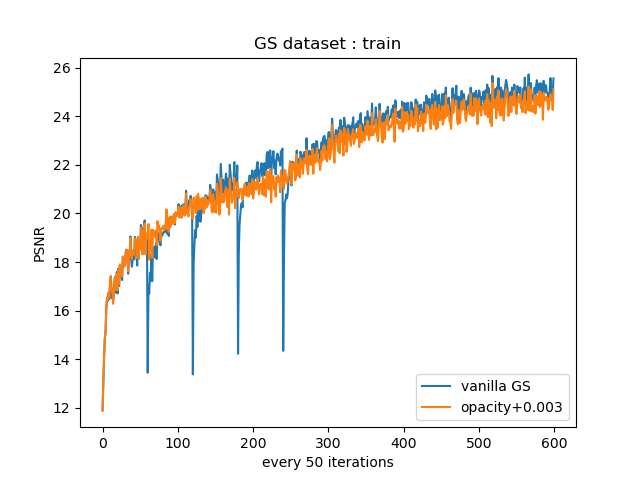 GS dataset : train
PSNR
26
24
22
20
18
16
14
12
0 100 200 300 400 500 600
every 50 iterations
vanilla GS
opacity+0.003